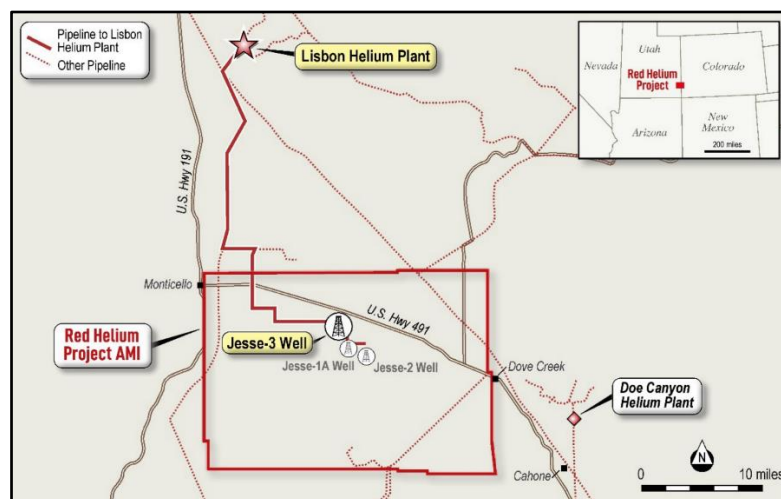 Pipeline to Lisbon
Helium Plant
Other Pipeline
Lisbon Helium Plant
Utah
Nevada
Colorado
Red Helium
Project
Arizona
New
Mexico
200 miles
U.S. Hwy 191
Monticello
U.S. Hwy 491
Red Helium
Project AMI
Jesse-3 Well
Jesse-1A Well
Jesse-2 Well
Dove Creek
Doe Canyon
Helium Plant
Cahone
N
0 10 miles